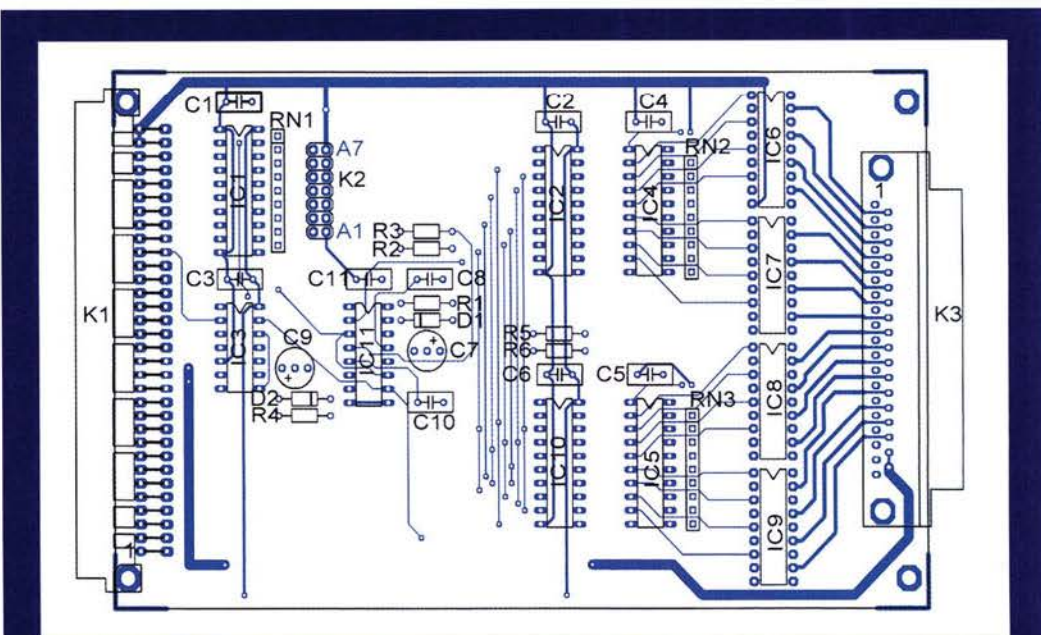 C1
RN1
IC1
A7
K2
A1
C2
IC2
C4
RN2
IC4
IC6
1
R3
R2
C3
C11
C8
IC7
K1
IC3
C9
D2
R4
IC11
R1
D1
C7
C10
R5
R6
C6
C5
RN3
IC10
IC5
IC8
IC9
K3
1